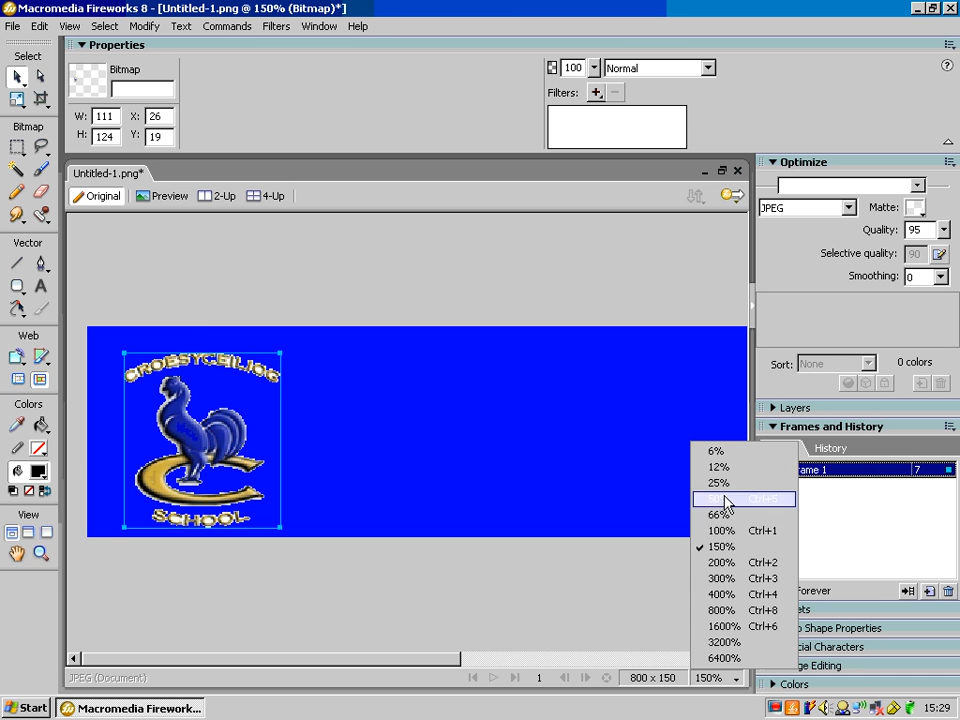 Macromedia Fireworks 8 - [Untitled-1.png @ 150% (Bitmap)*]
File Edit View Select Modify Text Commands Filters Window Help
Select
Bitmap
Vector
Web
Colors
View
Properties
Bitmap
W: 111 X: 26
H: 124 Y: 19
100 Normal
Filters:
Untitled-1.png*
Original Preview 2-Up 4-Up
CROESYCEILIOG
SCHOOL
Optimize
JPEG Matte:
Quality: 95
Selective quality: 90
Smoothing: 0
Sort: None 0 colors
Layers
Frames and History
History
rame 1 7
6%
12%
25%
50% Ctrl+5
66%
100% Ctrl+1
150%
200% Ctrl+2
300% Ctrl+3
400% Ctrl+4
800% Ctrl+8
1600% Ctrl+6
3200%
6400%
Forever
ets
o Shape Properties
cial Characters
ge Editing
Colors
JPEG (Document) 1 800 x 150 150%
Start Macromedia Firework... 15:29